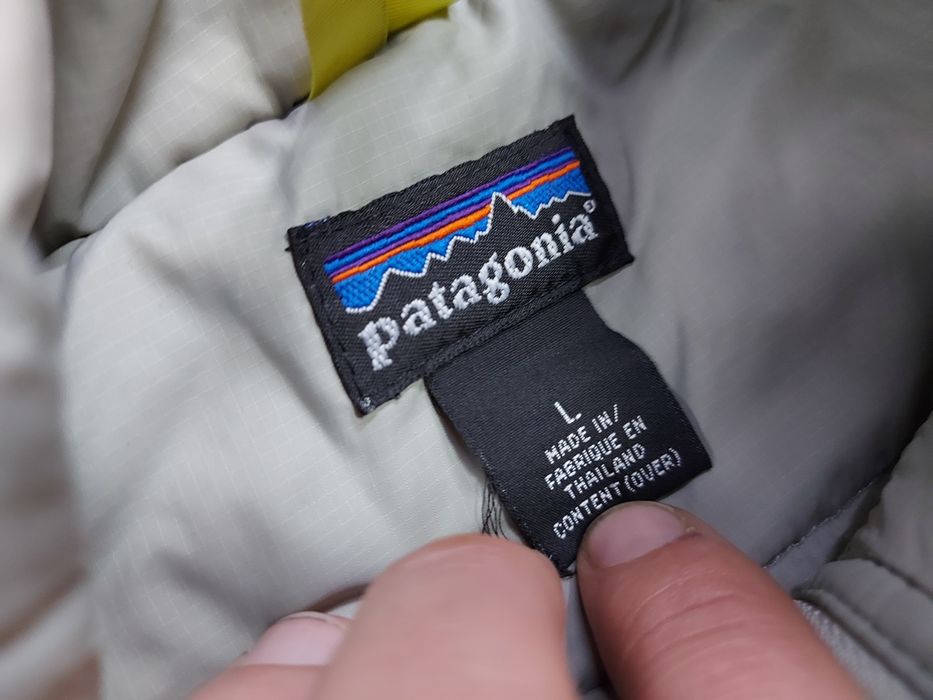 patagonia®
L
MADE IN/
FABRIQUE EN
THAILAND
CONTENT (OVER)